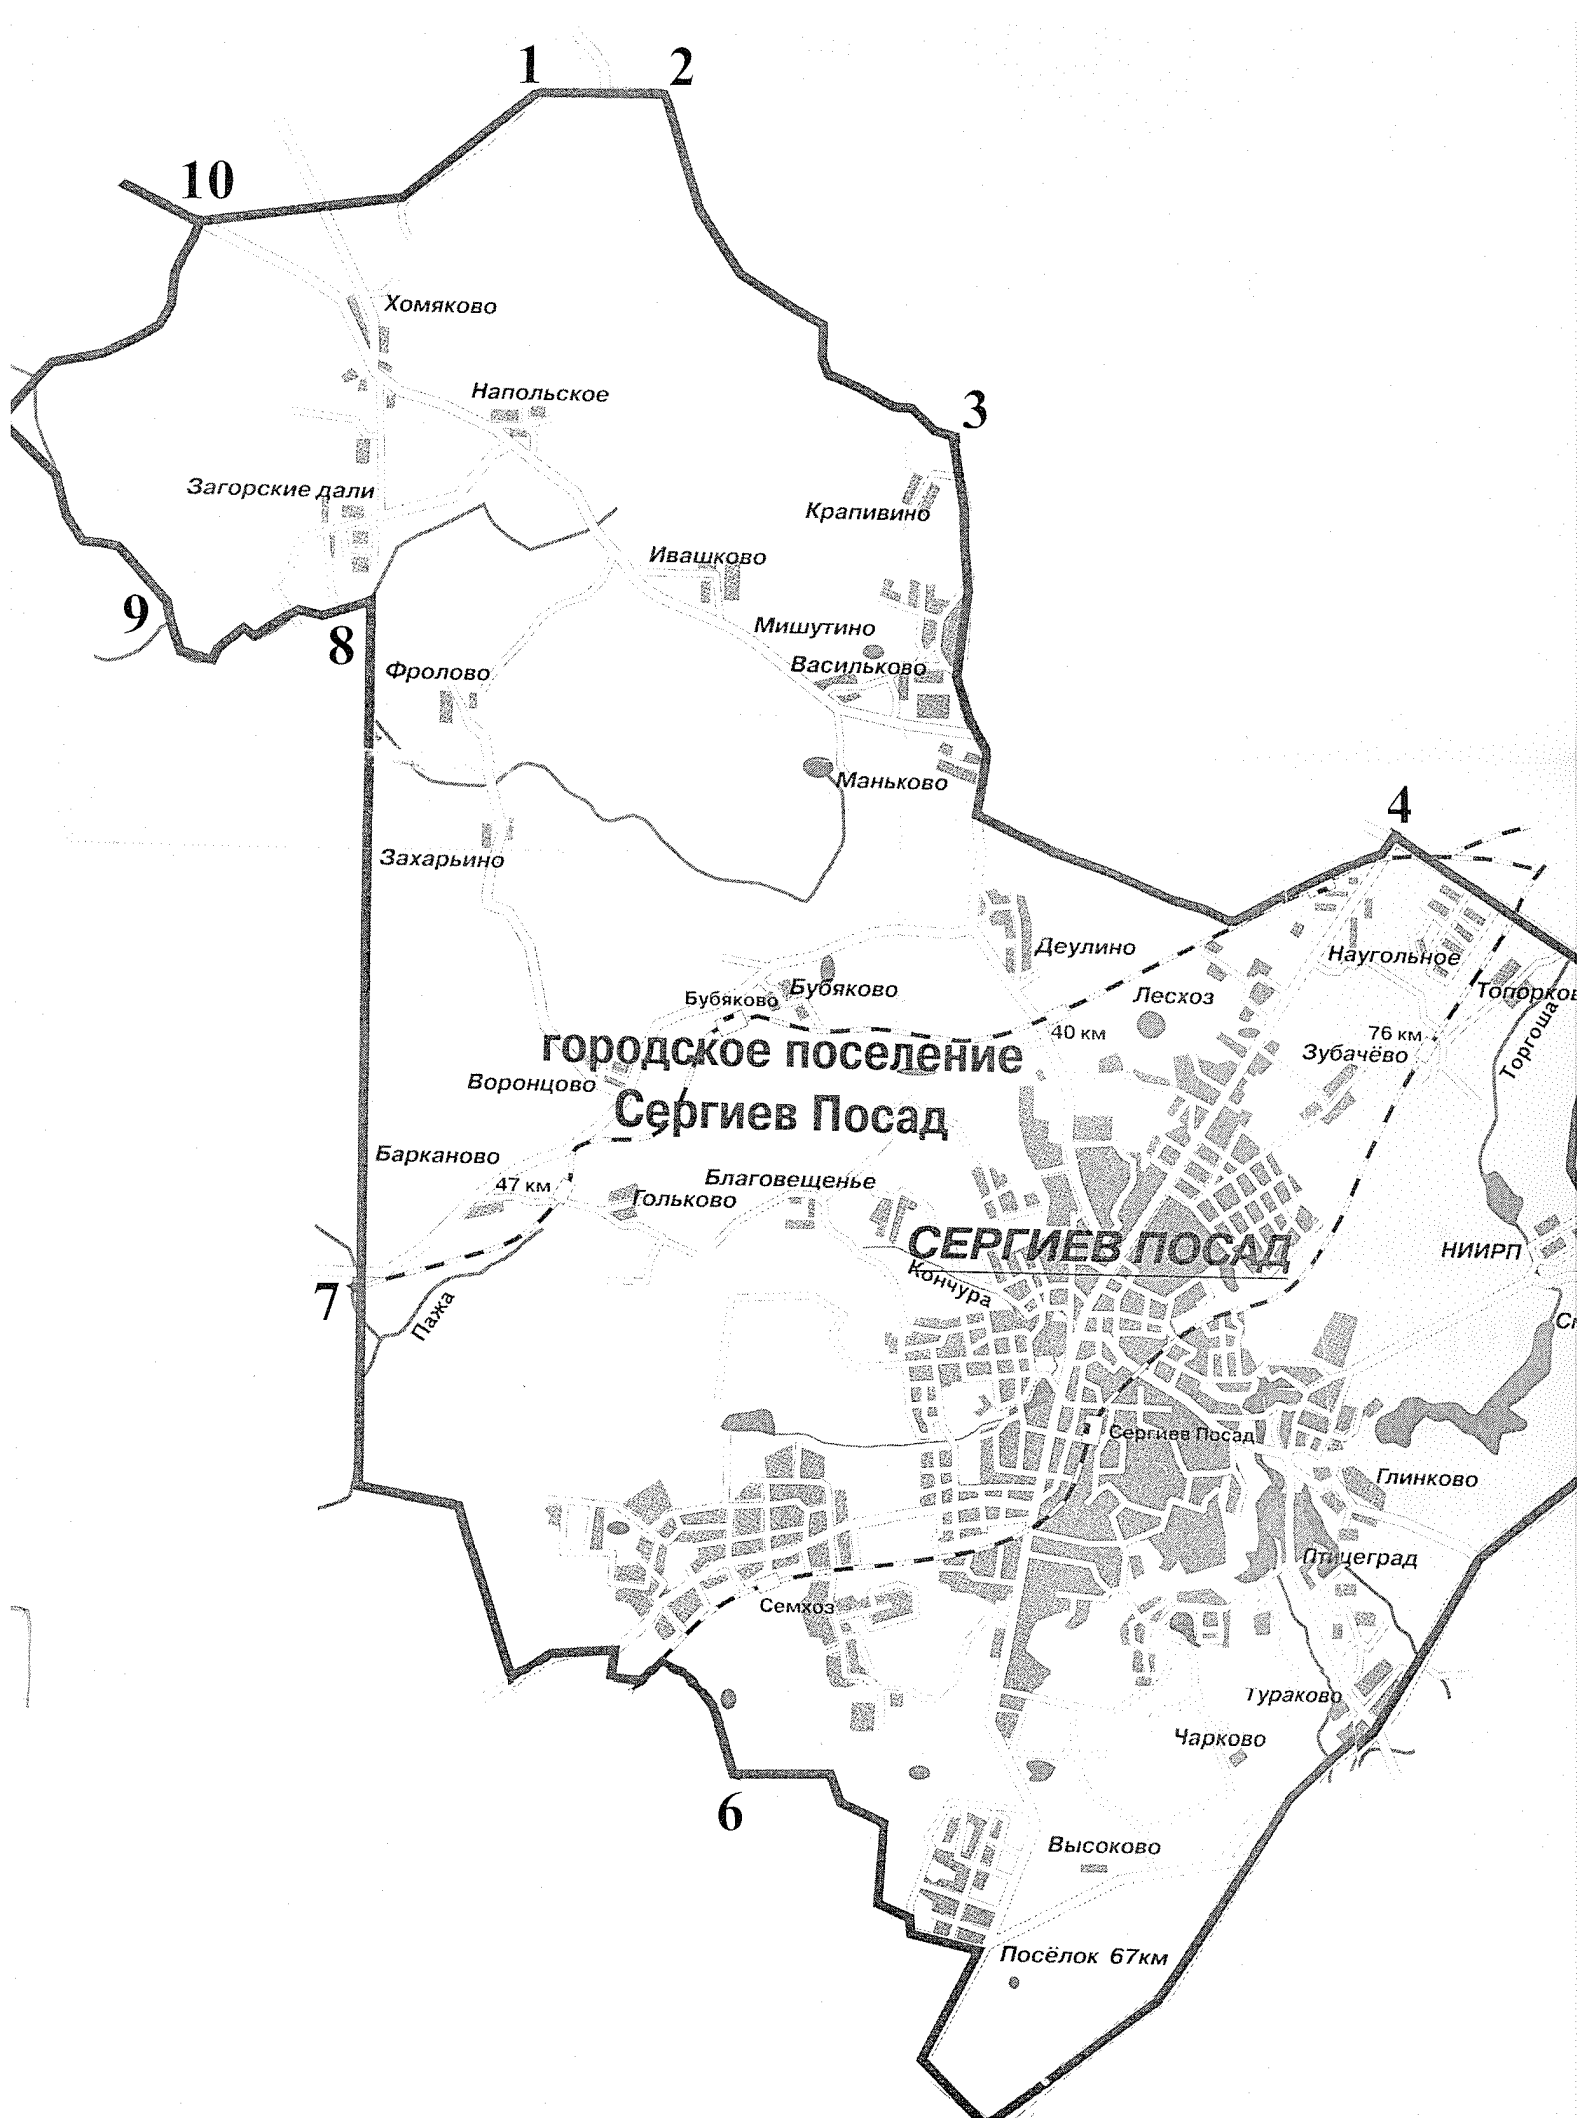 1
2
10
Хомяково
Напольское
3
Загорские дали
Крапивино
Ивашково
9
8
Мишутино
Васильково
Фролово
Маньково
4
Захарьино
Деулино
Наугольное
Бубяково
Бубяково
Лесхоз
Топорков
40 км
76 км
Торгоша
городское поселение
Зубачёво
Воронцово
Сергиев Посад
Барканово
47 км
Гольково
Благовещенье
СЕРГИЕВ ПОСАД
НИИРП
Кончура
7
Пажа
Сергиев Посад
Глинково
Птицеград
Семхоз
Тураково
Чарково
6
Высоково
Посёлок 67км